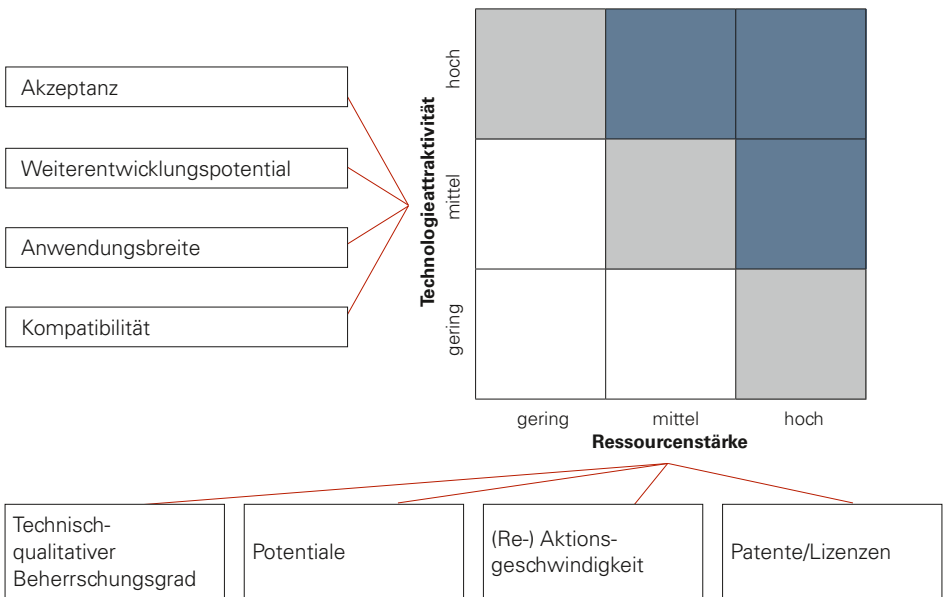 Akzeptanz
Weiterentwicklungspotential
Anwendungsbreite
Kompatibilität
Technologieattraktivität
hoch
mittel
gering
gering mittel hoch
Ressourcenstärke
Technisch-
qualitativer
Beherrschungsgrad
Potentiale
(Re-) Aktions-
geschwindigkeit
Patente/Lizenzen